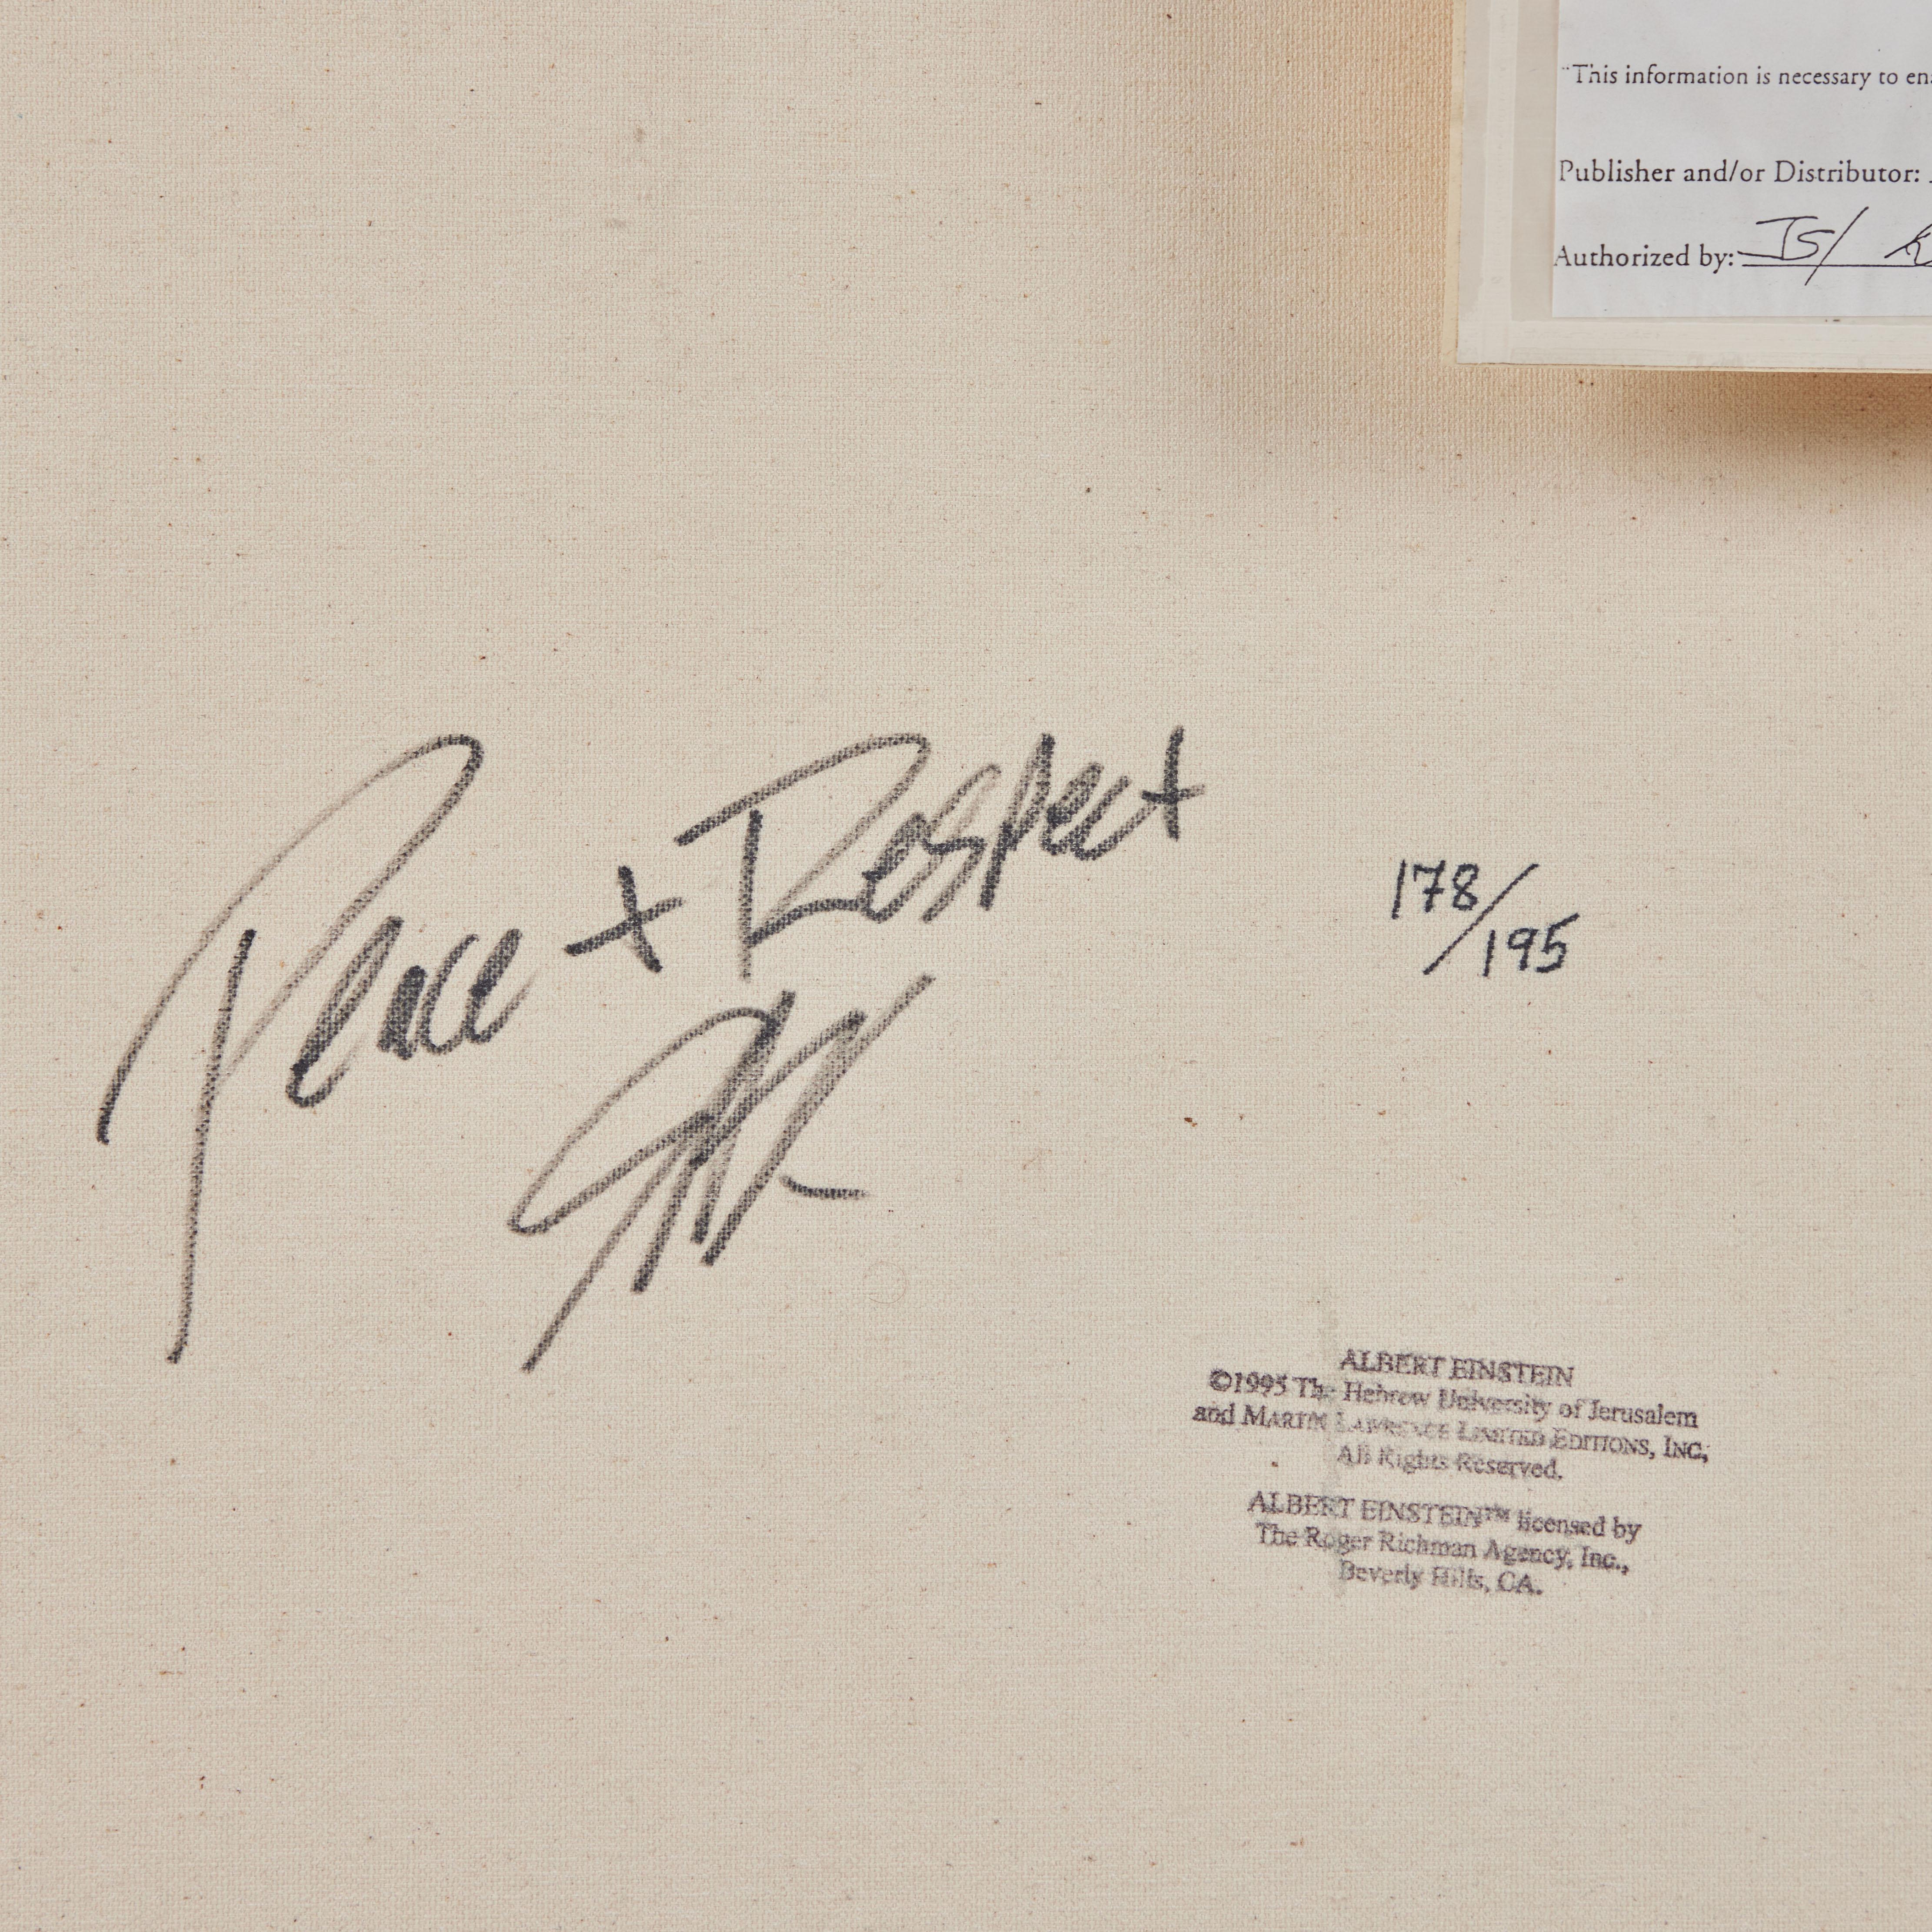 "This information is necessary to en
Publisher and/or Distributor:
Authorized by:
Peace + Respect
178/195
ALBERT EINSTEIN
©1995 The Hebrew University of Jerusalem
and MARTIN LAWRENCE LIMITED EDITIONS, INC,
All Rights Reserved.
ALBERT EINSTEIN™ licensed by
The Roger Richman Agency, Inc.,
Beverly Hills, CA.